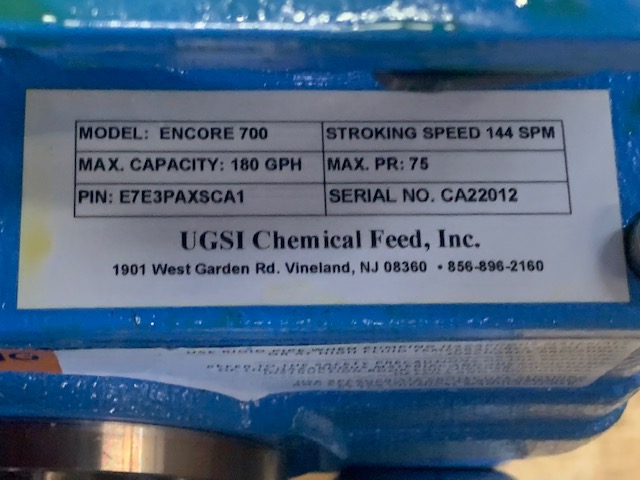 MODEL: ENCORE 700 STROKING SPEED 144 SPM
MAX. CAPACITY: 180 GPH MAX. PR: 75
PIN: E7E3PAXSCA1 SERIAL NO. CA22012
UGSI Chemical Feed, Inc.
1901 West Garden Rd. Vineland, NJ 08360 • 856-896-2160